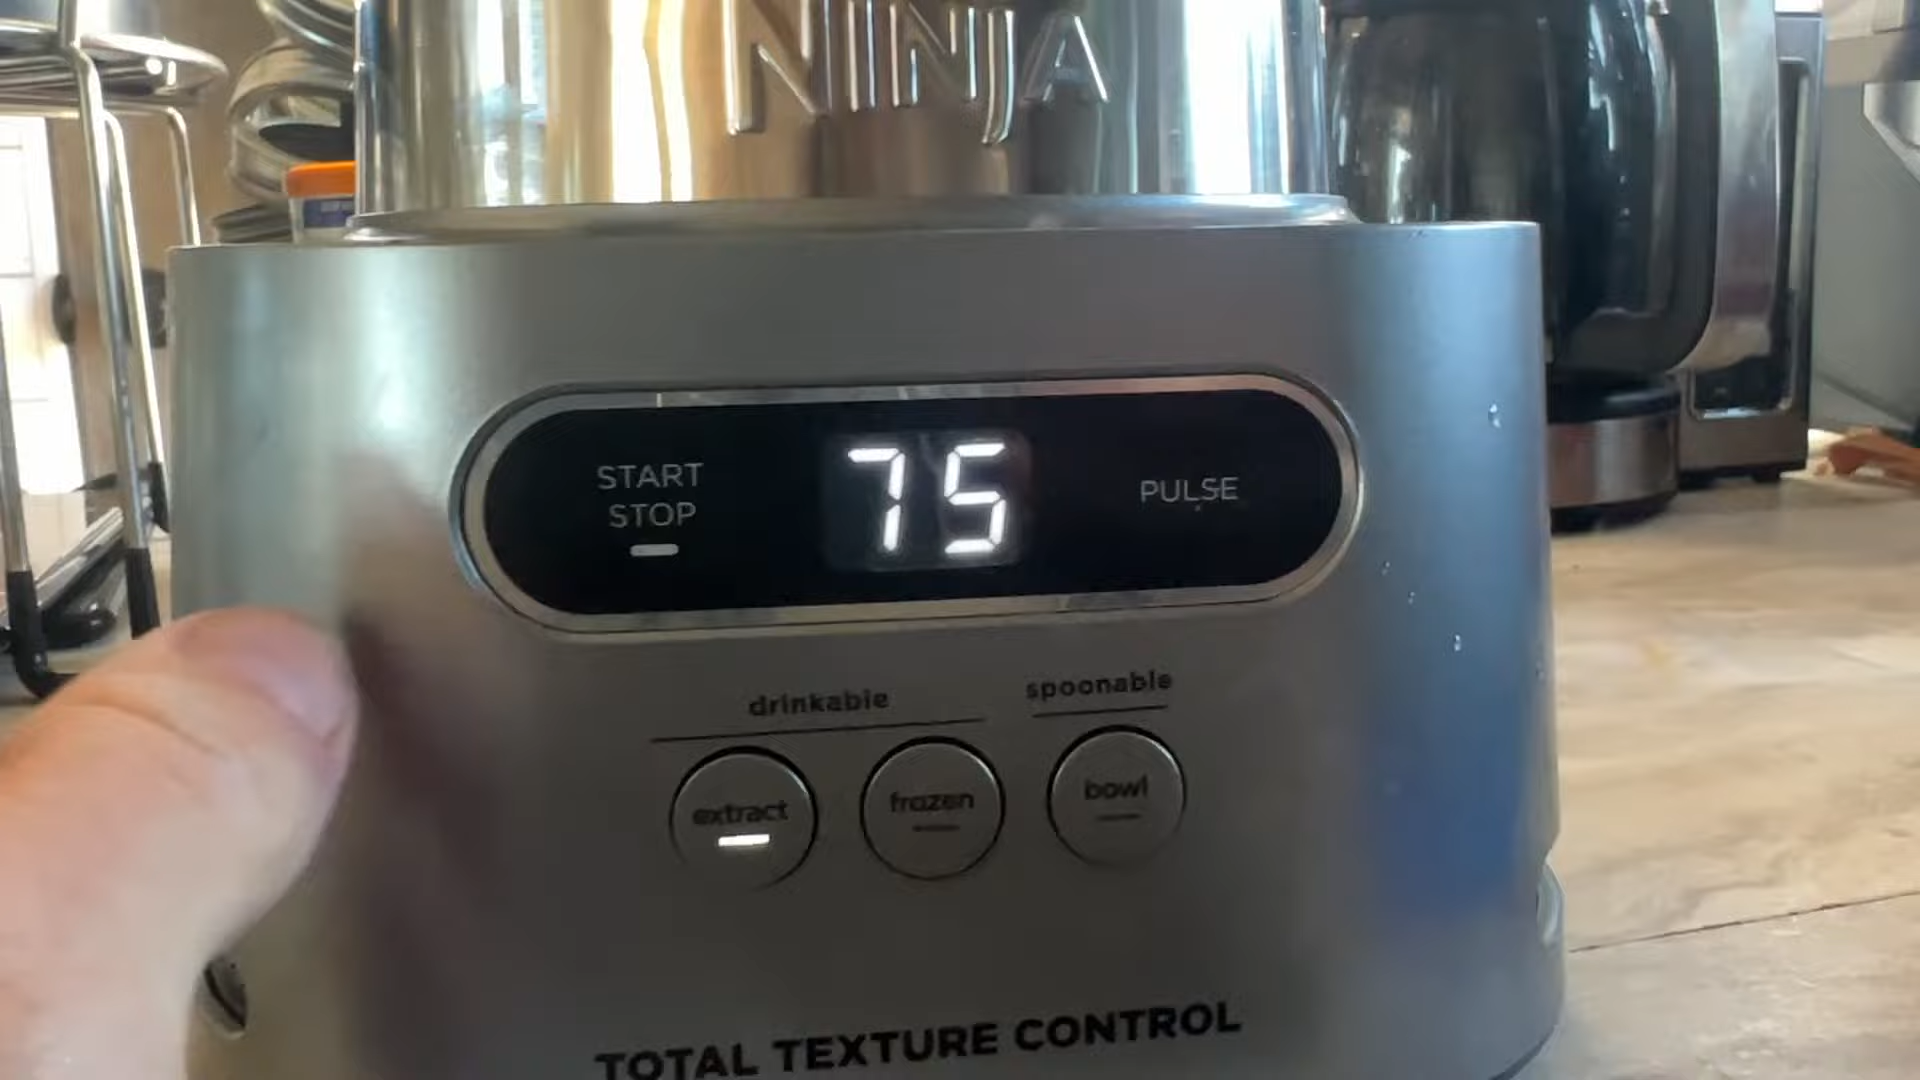 NINJA
START
STOP
75
PULSE
drinkable
spoonable
extract
frozen
bowl
TOTAL TEXTURE CONTROL